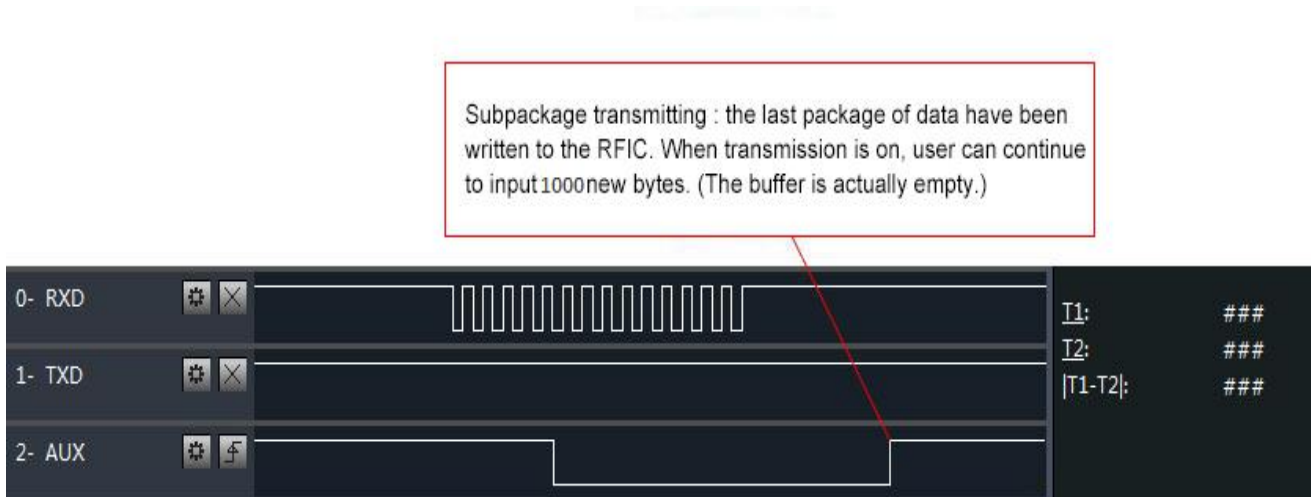 Subpackage transmitting : the last package of data have been
written to the RFIC. When transmission is on, user can continue
to input 1000 new bytes. (The buffer is actually empty.)
0- RXD
1- TXD
2- AUX
T1: ###
T2: ###
|T1-T2|: ###